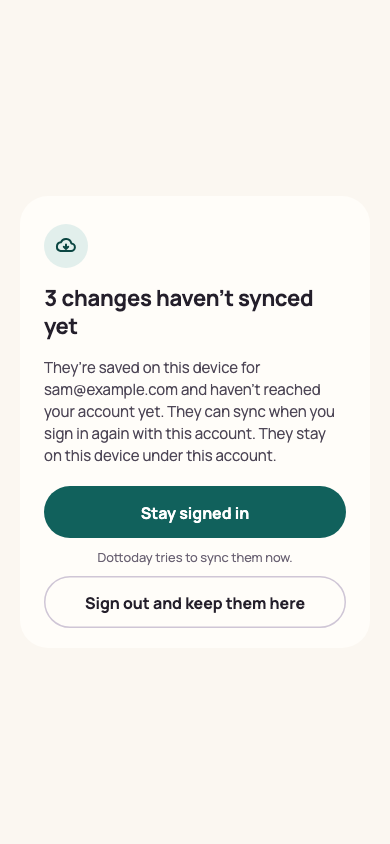 3 changes haven't synced
yet
They're saved on this device for
sam@example.com and haven't reached
your account yet. They can sync when you
sign in again with this account. They stay
on this device under this account.
Stay signed in
Dottoday tries to sync them now.
Sign out and keep them here